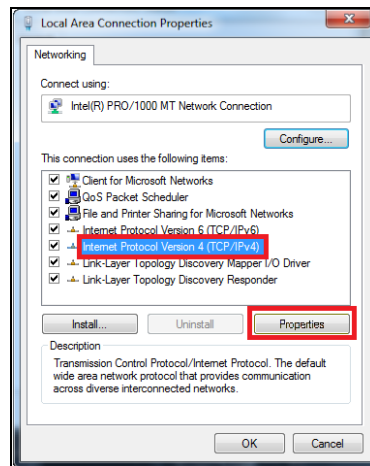 Local Area Connection Properties
Networking
Connect using:
Intel(R) PRO/1000 MT Network Connection
Configure...
This connection uses the following items:
Client for Microsoft Networks
QoS Packet Scheduler
File and Printer Sharing for Microsoft Networks
Internet Protocol Version 6 (TCP/IPv6)
Internet Protocol Version 4 (TCP/IPv4)
Link-Layer Topology Discovery Mapper I/O Driver
Link-Layer Topology Discovery Responder
Install...
Uninstall
Properties
Description
Transmission Control Protocol/Internet Protocol. The default
wide area network protocol that provides communication
across diverse interconnected networks.
OK
Cancel